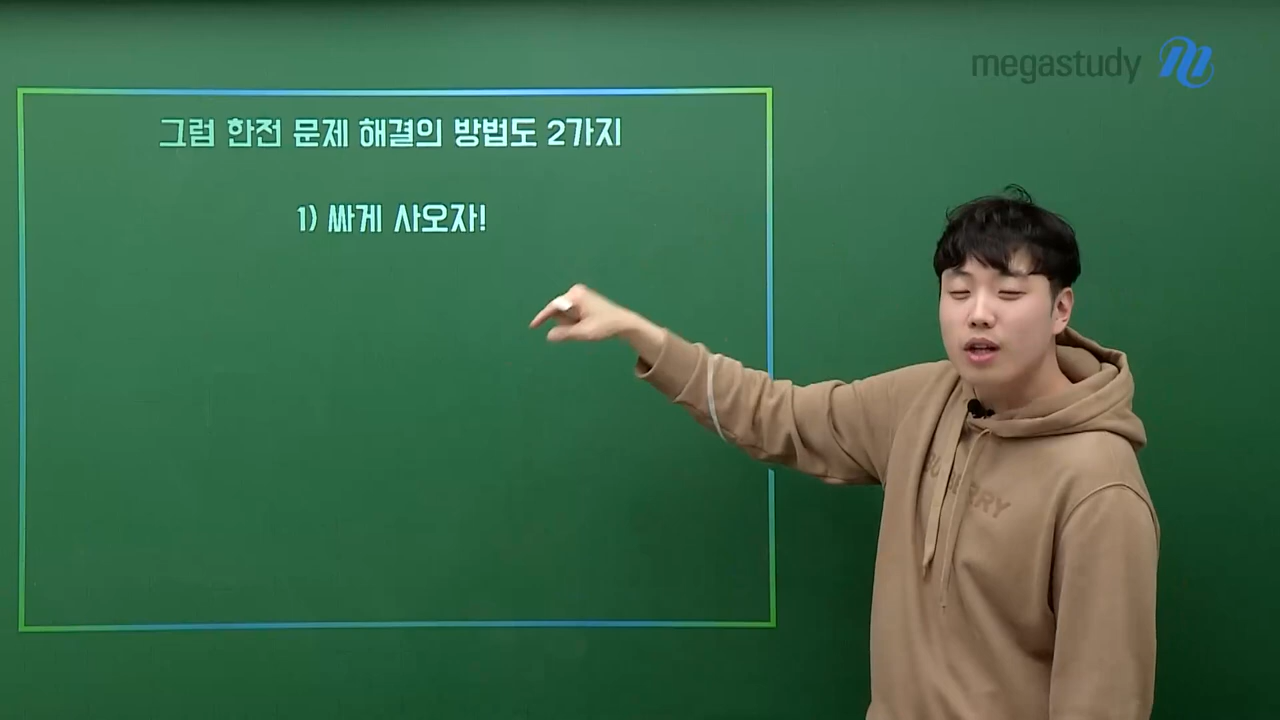 megastudy
그럼 한전 문제 해결의 방법도 2가지
1) 싸게 사오자!